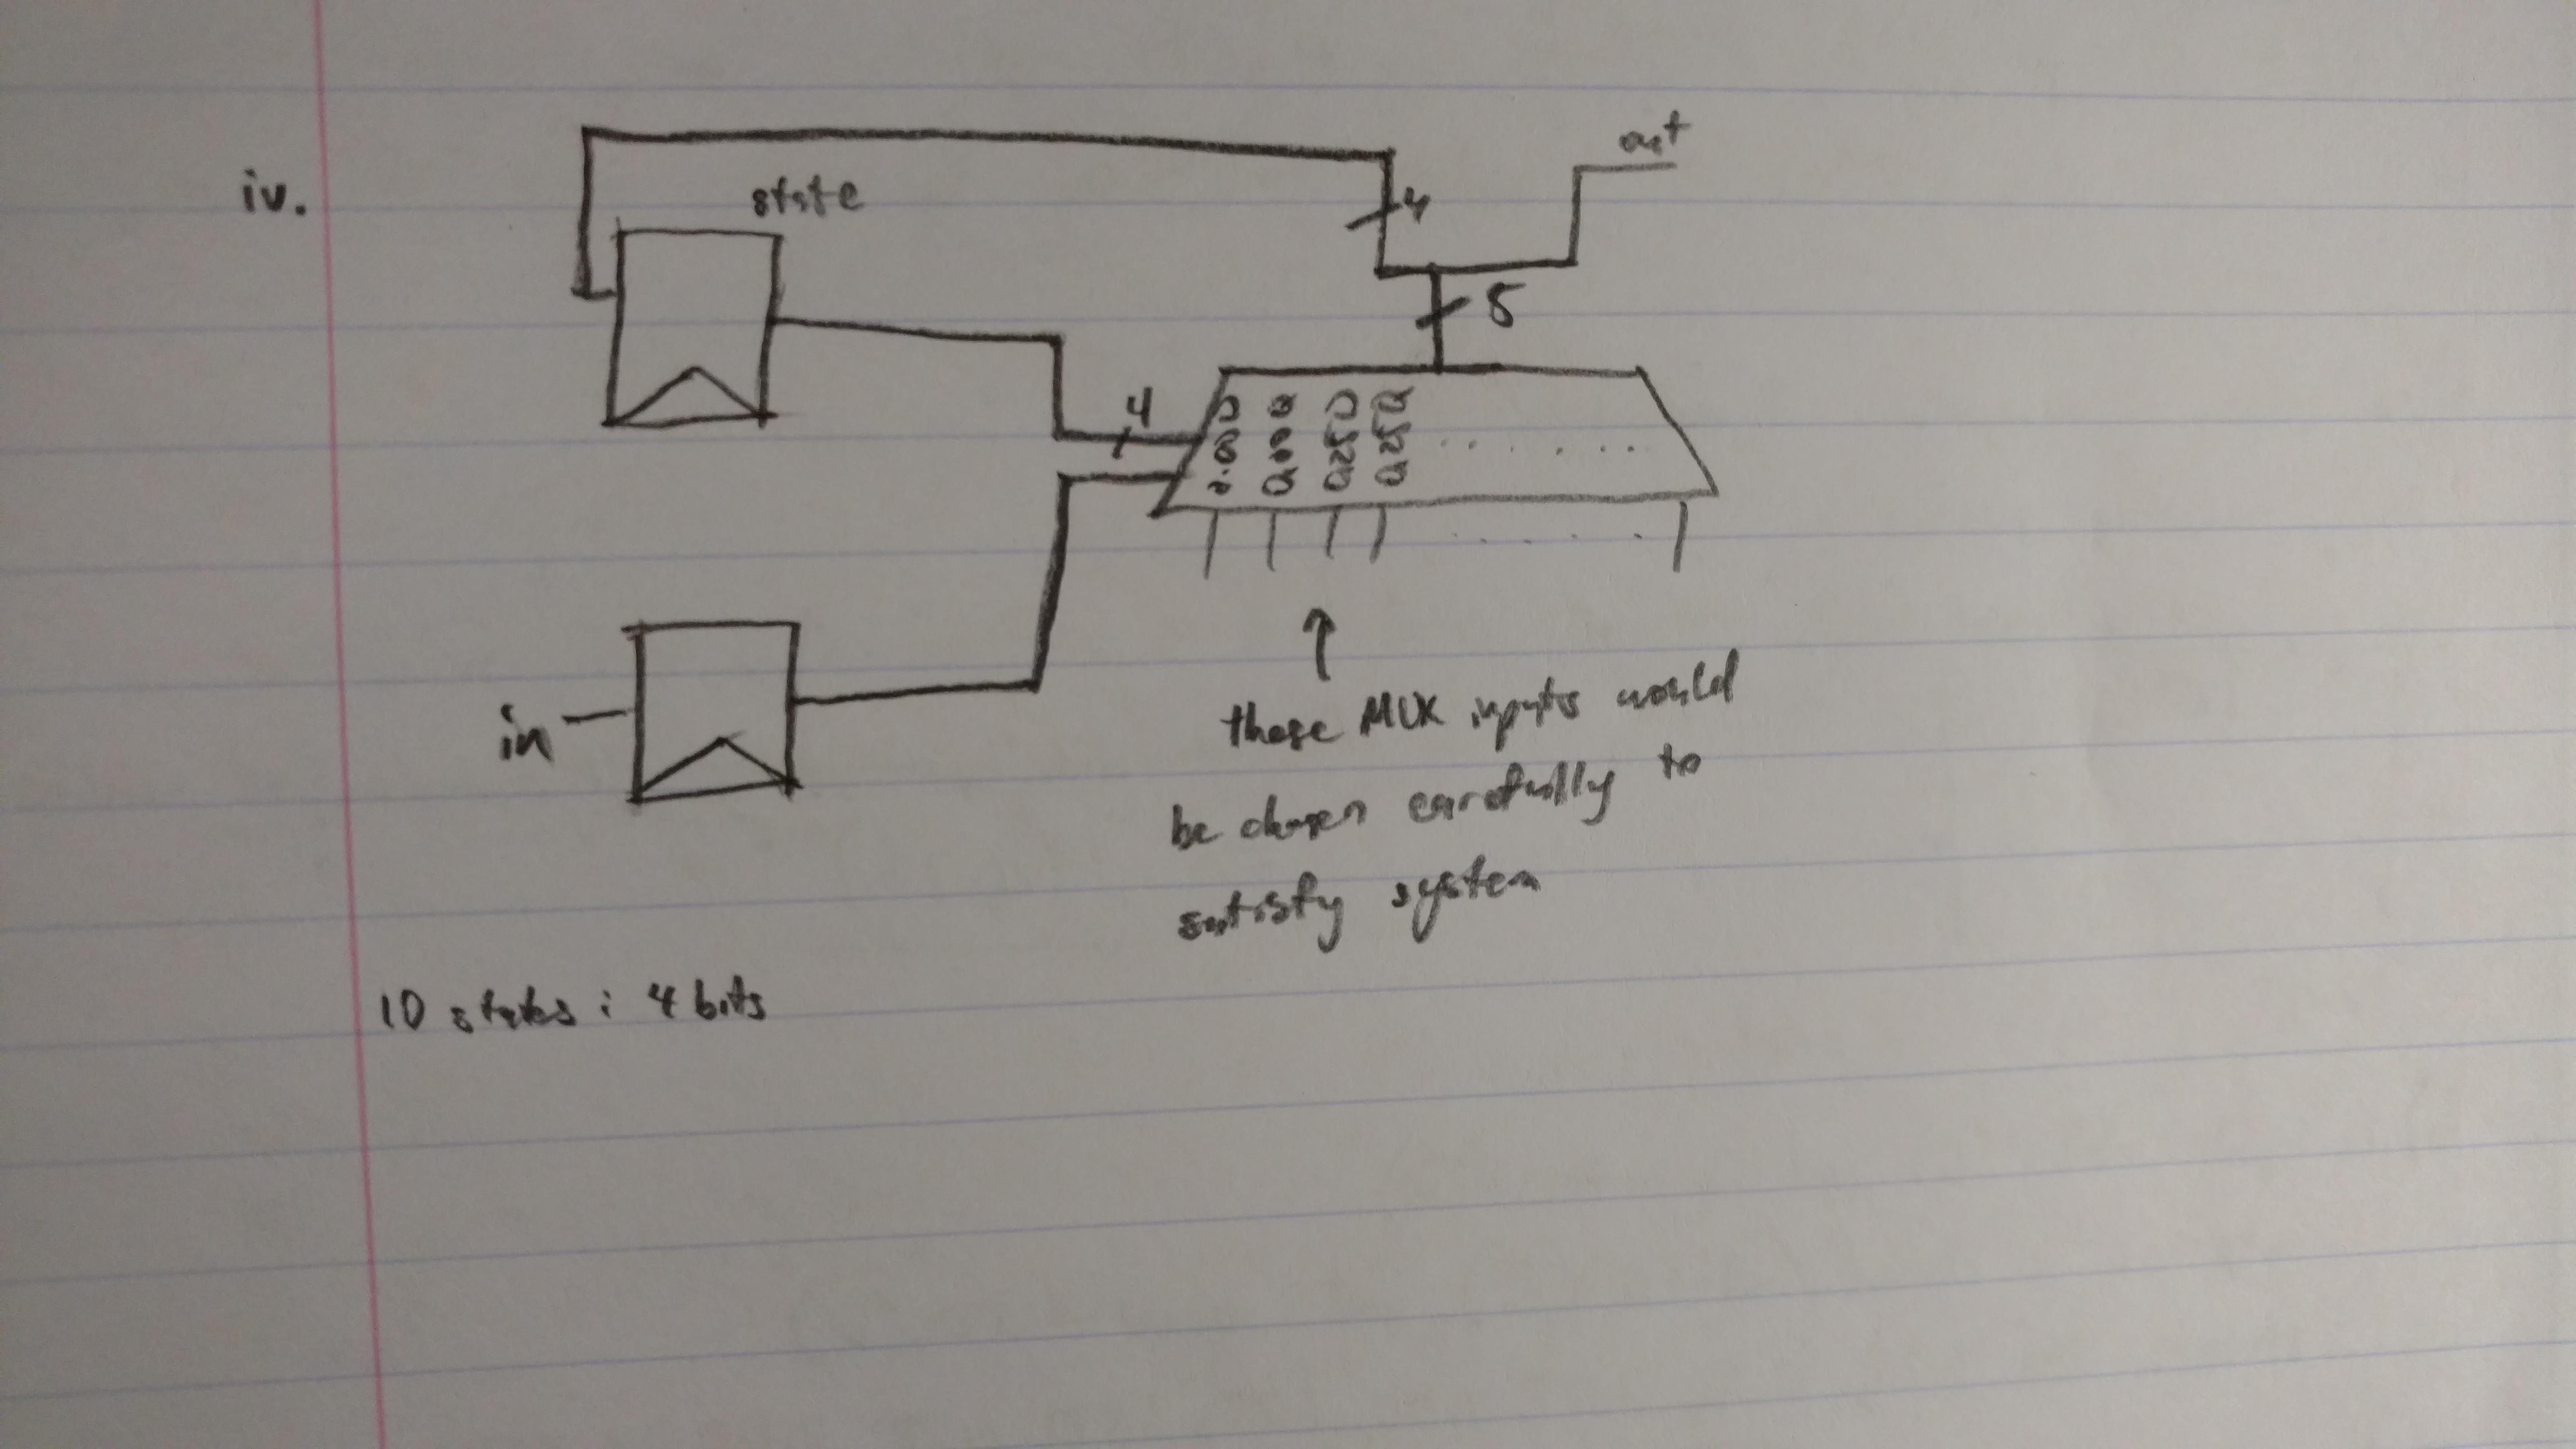 out
iv.
state
4
5
4
in
these MUX inputs would
be chosen carefully to
satisfy system
10 states : 4 bits